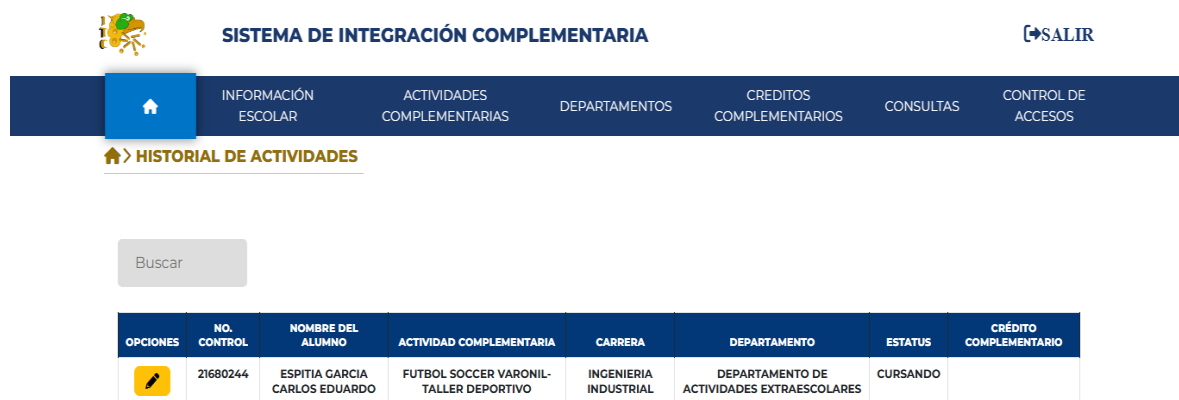 ITC
SISTEMA DE INTEGRACIÓN COMPLEMENTARIA
SALIR
INFORMACIÓN ESCOLAR
ACTIVIDADES COMPLEMENTARIAS
DEPARTAMENTOS
CREDITOS COMPLEMENTARIOS
CONSULTAS
CONTROL DE ACCESOS
HISTORIAL DE ACTIVIDADES
Buscar
OPCIONES
NO. CONTROL
NOMBRE DEL ALUMNO
ACTIVIDAD COMPLEMENTARIA
CARRERA
DEPARTAMENTO
ESTATUS
CRÉDITO COMPLEMENTARIO
21680244
ESPITIA GARCIA CARLOS EDUARDO
FUTBOL SOCCER VARONIL-TALLER DEPORTIVO
INGENIERIA INDUSTRIAL
DEPARTAMENTO DE ACTIVIDADES EXTRAESCOLARES
CURSANDO